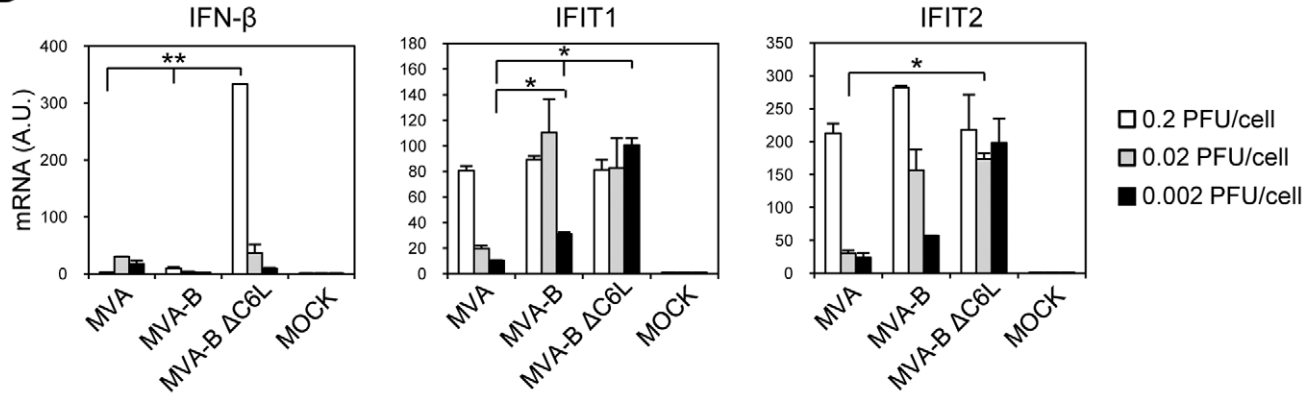 IFN-β
mRNA (A.U.)
400
300
200
100
0
**
MVA
MVA-B
MVA-B ΔC6L
MOCK
IFIT1
180
160
140
120
100
80
60
40
20
0
*
*
MVA
MVA-B
MVA-B ΔC6L
MOCK
IFIT2
350
300
250
200
150
100
50
0
*
MVA
MVA-B
MVA-B ΔC6L
MOCK
0.2 PFU/cell
0.02 PFU/cell
0.002 PFU/cell